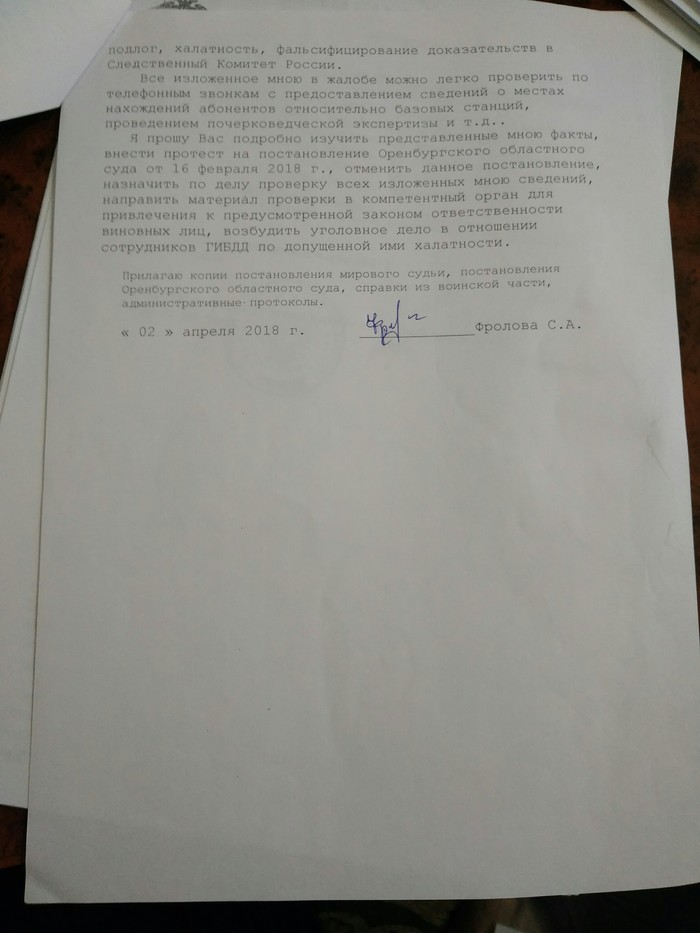 подлог, халатность, фальсифицирование доказательств в
Следственный Комитет России.
Все изложенное мною в жалобе можно легко проверить по
телефонным звонкам с предоставлением сведений о местах
нахождений абонентов относительно базовых станций,
проведением почерковедческой экспертизы и т.д..
Я прошу Вас подробно изучить представленные мною факты,
внести протест на постановление Оренбургского областного
суда от 16 февраля 2018 г., отменить данное постановление,
назначить по делу проверку всех изложенных мною сведений,
направить материал проверки в компетентный орган для
привлечения к предусмотренной законом ответственности
виновных лиц, возбудить уголовное дело в отношении
сотрудников ГИБДД по допущенной ими халатности.
Прилагаю копии постановления мирового судьи, постановления
Оренбургского областного суда, справки из воинской части,
административные протоколы.
« 02 » апреля 2018 г. Фролова С.А.